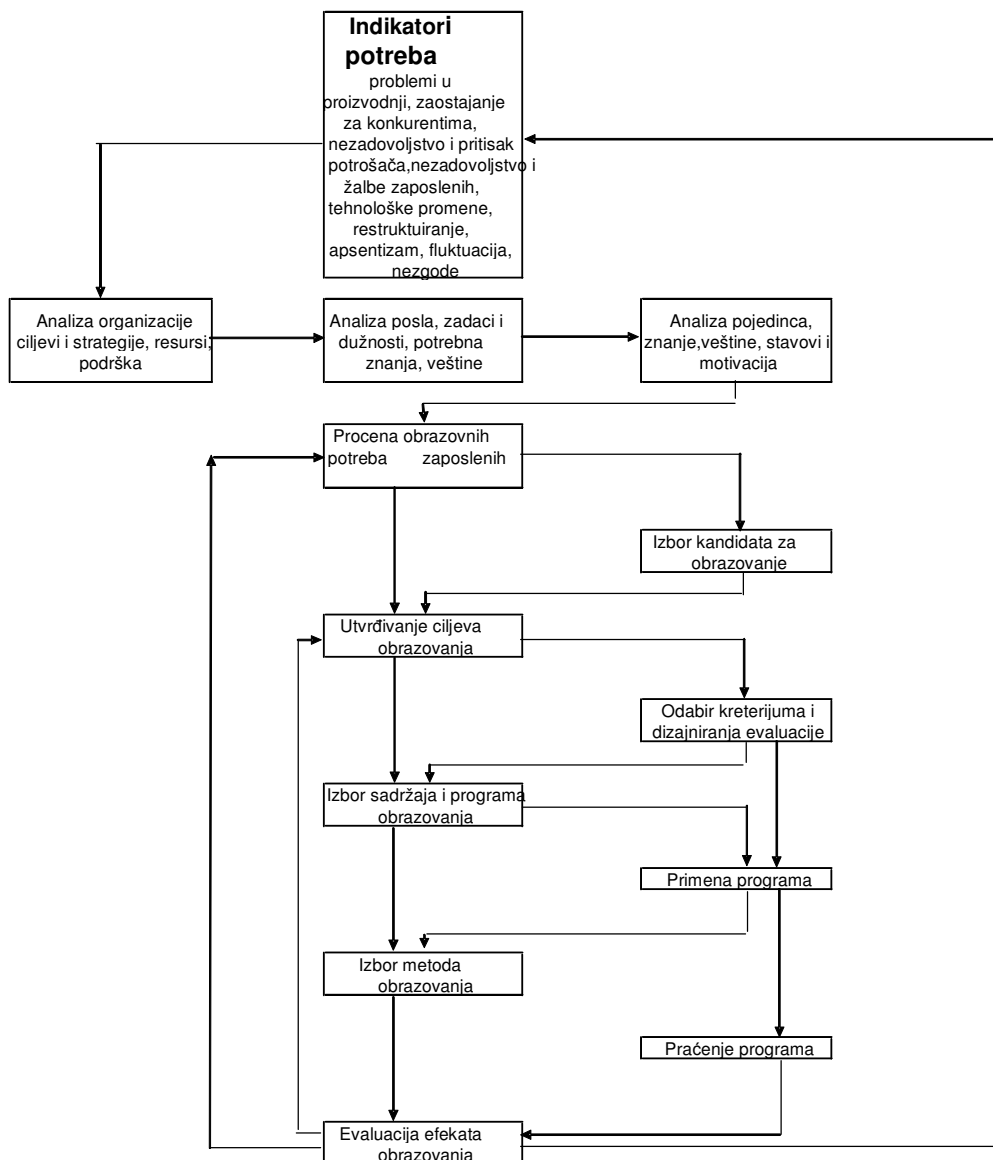 Indikatori
potreba
problemi u
proizvodnji, zaostajanje
za konkurentima,
nezadovoljstvo i pritisak
potrošača,nezadovoljstvo i
žalbe zaposlenih,
tehnološke promene,
restruktuiranje,
apsentizam, fluktuacija,
nezgode
Analiza organizacije
ciljevi i strategije, resursi,
podrška
Analiza posla, zadaci i
dužnosti, potrebna
znanja, veštine
Analiza pojedinca,
znanje,veštine, stavovi i
motivacija
Procena obrazovnih
potreba zaposlenih
Izbor kandidata za
obrazovanje
Utvrđivanje ciljeva
obrazovanja
Odabir kreterijuma i
dizajniranja evaluacije
Izbor sadržaja i programa
obrazovanja
Primena programa
Izbor metoda
obrazovanja
Praćenje programa
Evaluacija efekata
obrazovanja